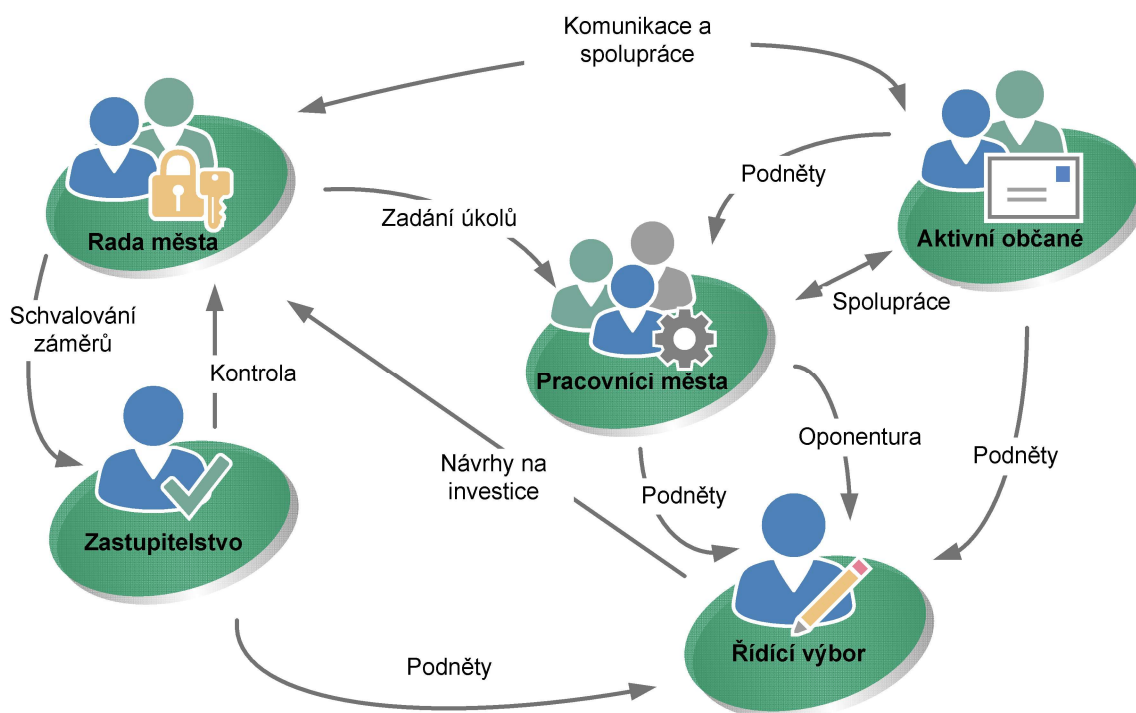 Komunikace a
spolupráce
Podněty
Zadání úkolů
Rada města
Aktivní občané
Spolupráce
Schvalování
záměrů
Kontrola
Pracovníci města
Oponentura
Návrhy na
investice
Podněty
Podněty
Zastupitelstvo
Řídící výbor
Podněty